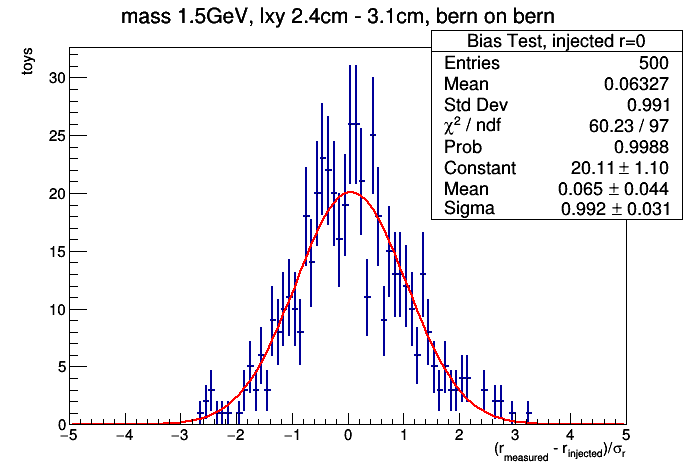 mass 1.5GeV, lxy 2.4cm - 3.1cm, bern on bern
Bias Test, injected r=0
Entries 500
Mean 0.06327
Std Dev 0.991
χ² / ndf 60.23 / 97
Prob 0.9988
Constant 20.11 ± 1.10
Mean 0.065 ± 0.044
Sigma 0.992 ± 0.031
toys
30
25
20
15
10
5
0
−5 −4 −3 −2 −1 0 1 2 3 4 5
(r_measured - r_injected)/σ_r